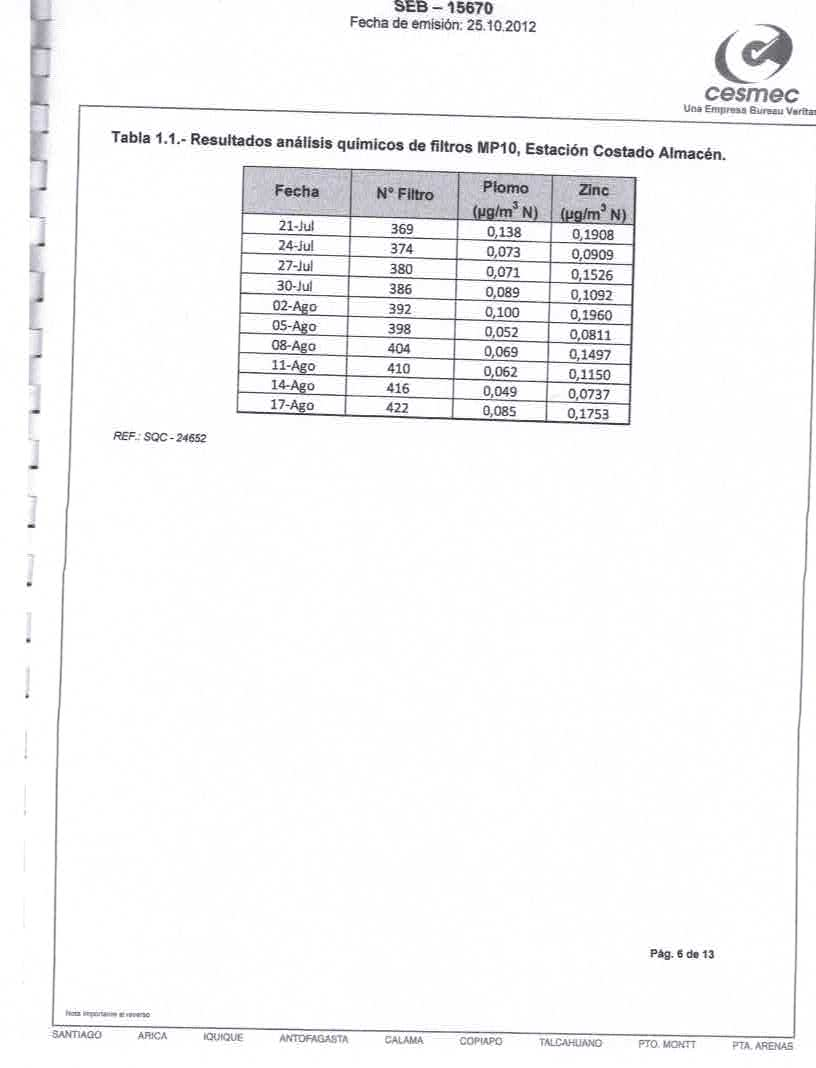 SEB – 15670
Fecha de emisión: 25.10.2012
cesmec
Una Empresa Bureau Veritas
Tabla 1.1.- Resultados análisis químicos de filtros MP10, Estación Costado Almacén.
Fecha N° Filtro Plomo (µg/m³ N) Zinc (µg/m³ N)
21-Jul 369 0,138 0,1908
24-Jul 374 0,073 0,0909
27-Jul 380 0,071 0,1526
30-Jul 386 0,089 0,1092
02-Ago 392 0,100 0,1960
05-Ago 398 0,052 0,0811
08-Ago 404 0,069 0,1497
11-Ago 410 0,062 0,1150
14-Ago 416 0,049 0,0737
17-Ago 422 0,085 0,1753
REF.: SQC - 24652
Pág. 6 de 13
Nota importante al reverso
SANTIAGO ARICA IQUIQUE ANTOFAGASTA CALAMA COPIAPO TALCAHUANO PTO. MONTT PTA. ARENAS